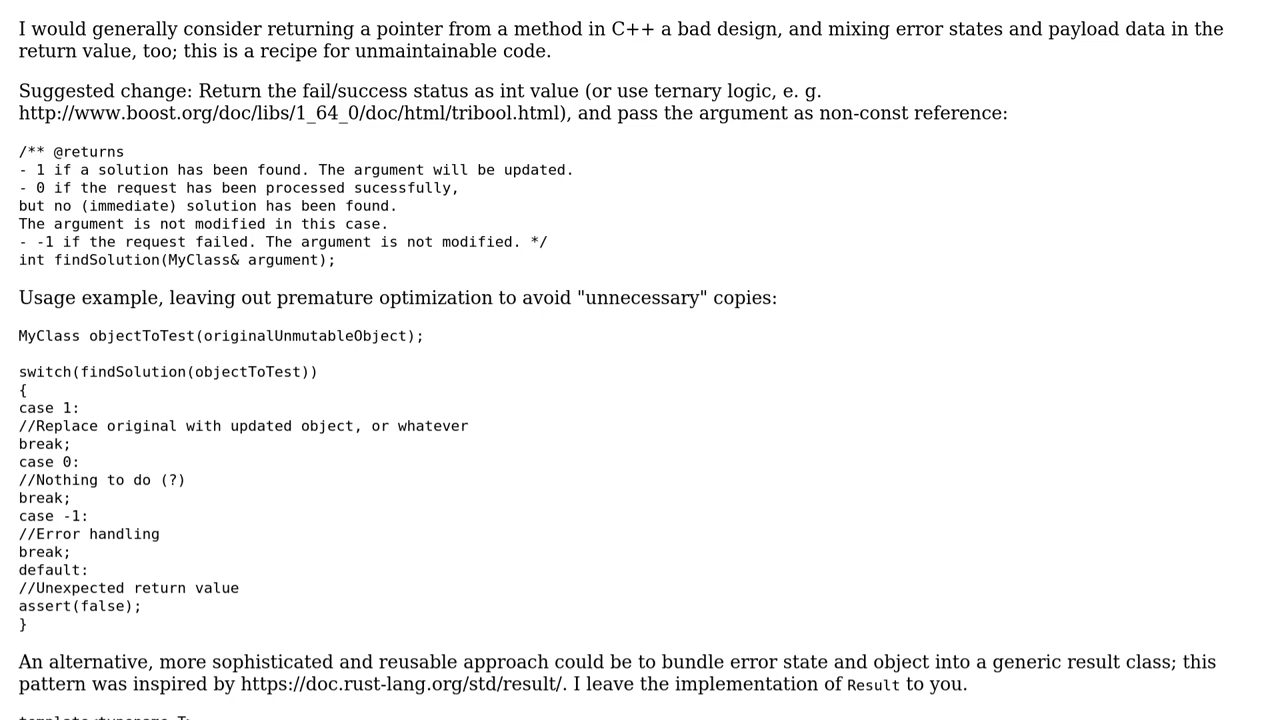 I would generally consider returning a pointer from a method in C++ a bad design, and mixing error states and payload data in the
return value, too; this is a recipe for unmaintainable code.
Suggested change: Return the fail/success status as int value (or use ternary logic, e. g.
http://www.boost.org/doc/libs/1_64_0/doc/html/tribool.html), and pass the argument as non-const reference:
/** @returns
- 1 if a solution has been found. The argument will be updated.
- 0 if the request has been processed sucessfully,
but no (immediate) solution has been found.
The argument is not modified in this case.
- -1 if the request failed. The argument is not modified. */
int findSolution(MyClass& argument);
Usage example, leaving out premature optimization to avoid "unnecessary" copies:
MyClass objectToTest(originalUnmutableObject);
switch(findSolution(objectToTest))
{
case 1:
//Replace original with updated object, or whatever
break;
case 0:
//Nothing to do (?)
break;
case -1:
//Error handling
break;
default:
//Unexpected return value
assert(false);
}
An alternative, more sophisticated and reusable approach could be to bundle error state and object into a generic result class; this
pattern was inspired by https://doc.rust-lang.org/std/result/. I leave the implementation of Result to you.